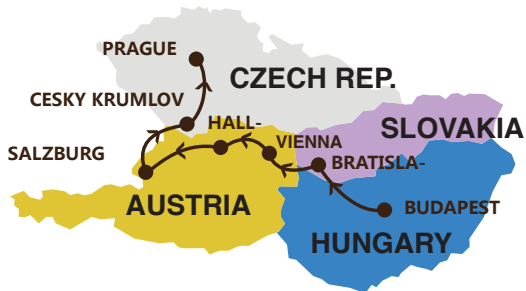 PRAGUE
CZECH REP.
CESKY KRUMLOV
HALL-
SLOVAKIA
VIENNA
SALZBURG
BRATISLA-
AUSTRIA
BUDAPEST
HUNGARY